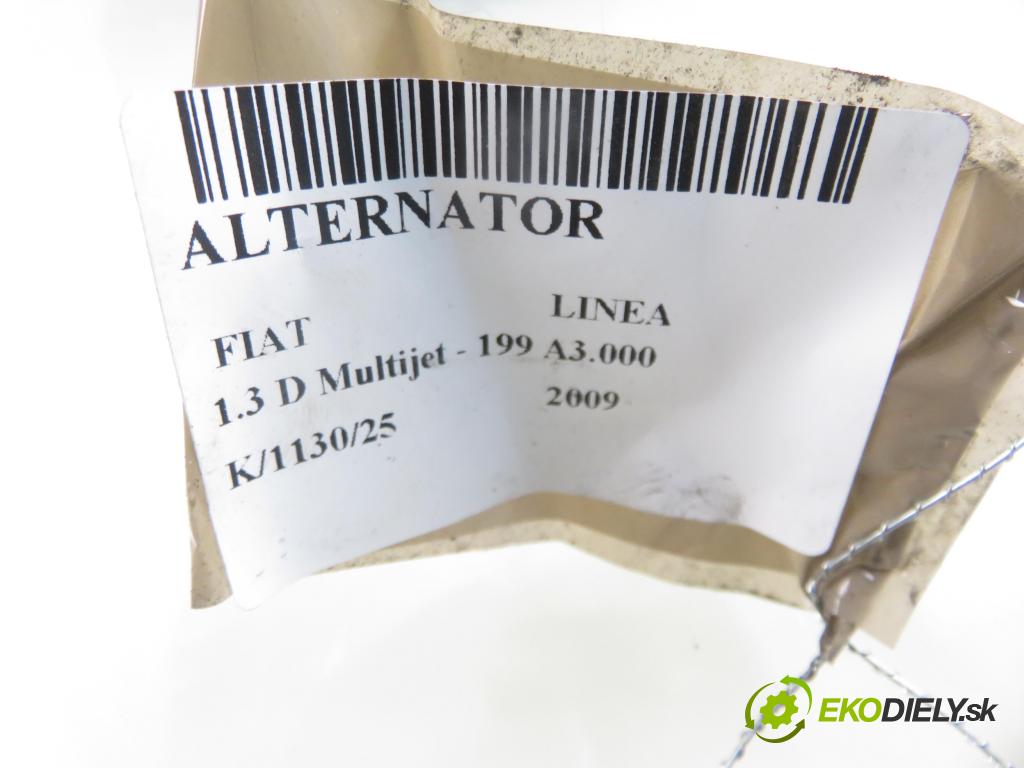 ALTERNATOR
FIAT LINEA
1.3 D Multijet - 199 A3.000
K/1130/25 2009
EKODIELY.sk